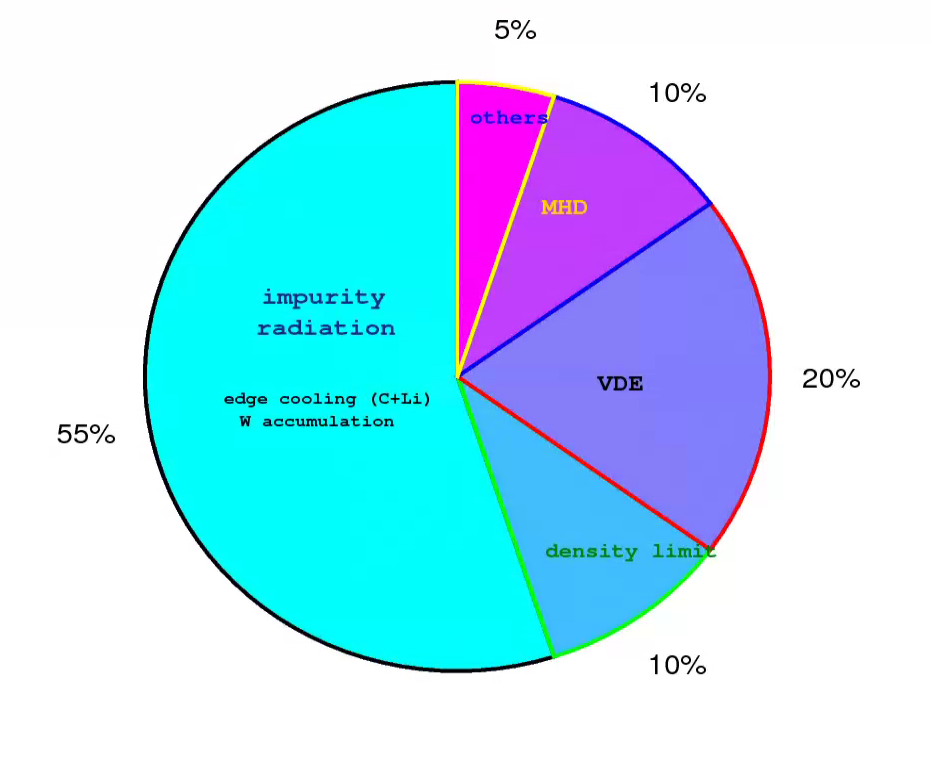 5%
10%
others
MHD
impurity
radiation
20%
VDE
edge cooling (C+Li)
W accumulation
55%
density limit
10%